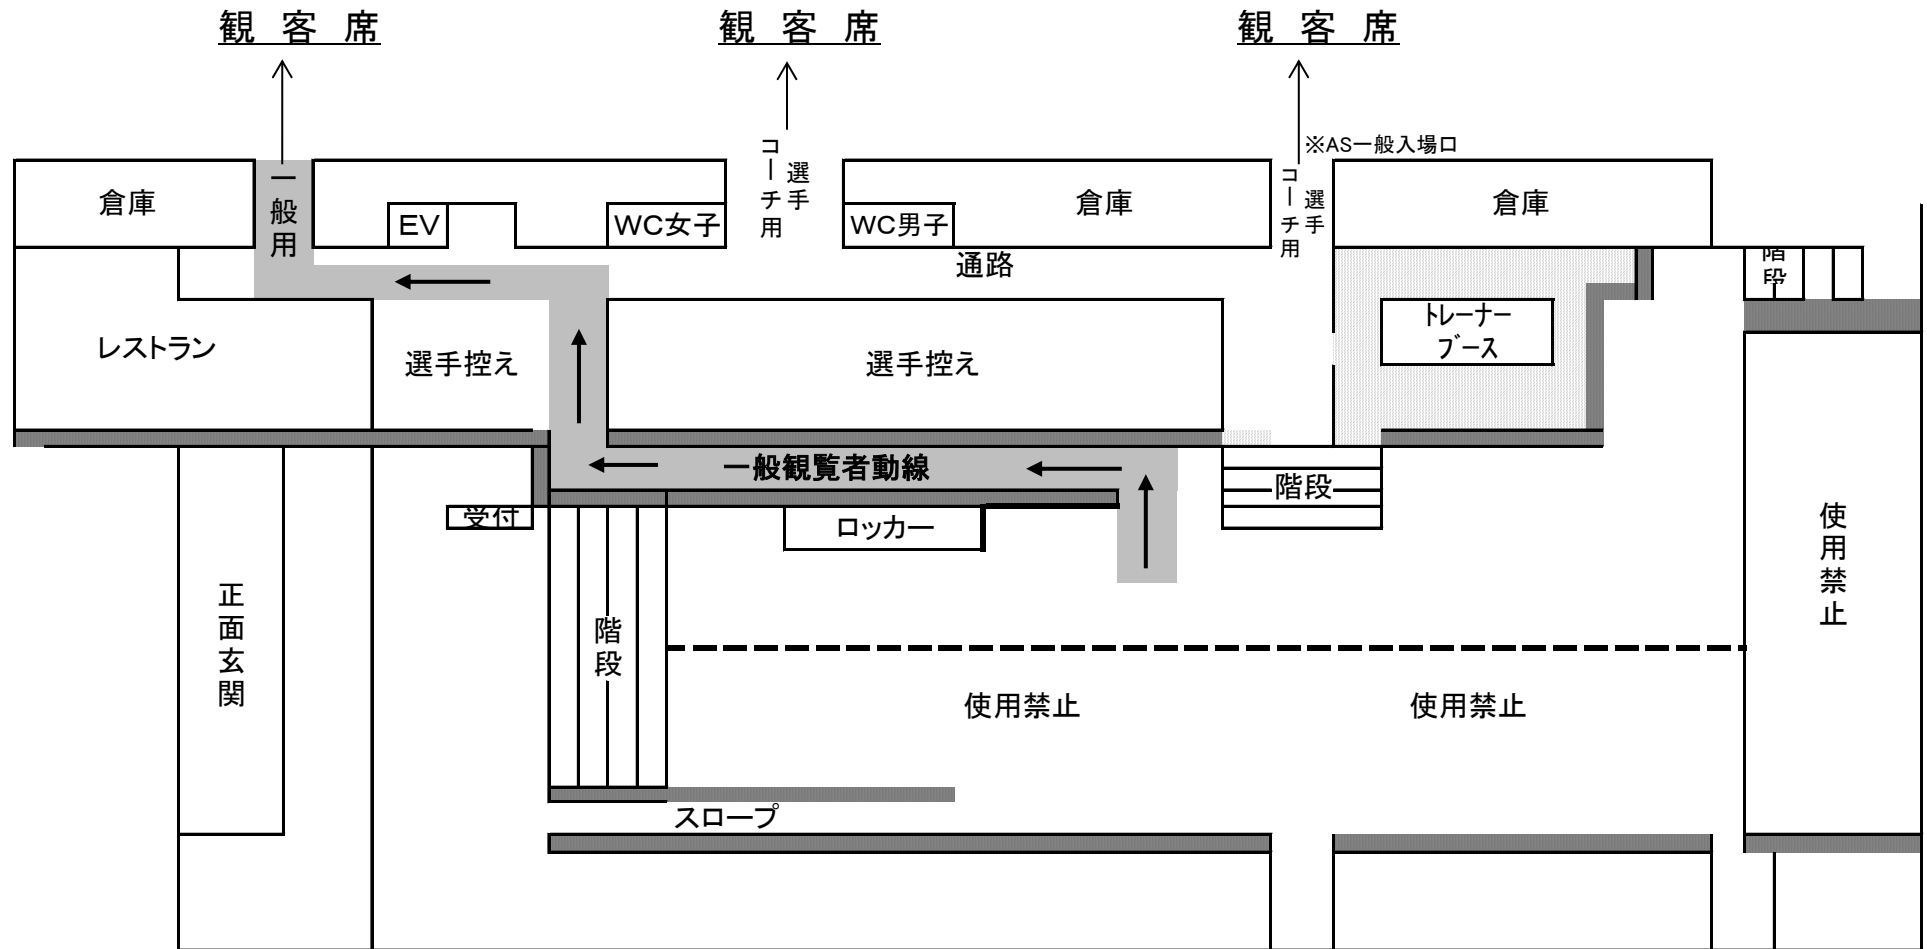 観 客 席
観 客 席
観 客 席
※AS一般入場口
倉庫
一般用
EV
WC女子
選手
コーチ用
WC男子
倉庫
選手
コーチ用
倉庫
通路
階段
レストラン
選手控え
選手控え
トレーナー
ブース
一般観覧者動線
階段
受付
ロッカー
使用禁止
正面玄関
階段
使用禁止
使用禁止
スロープ